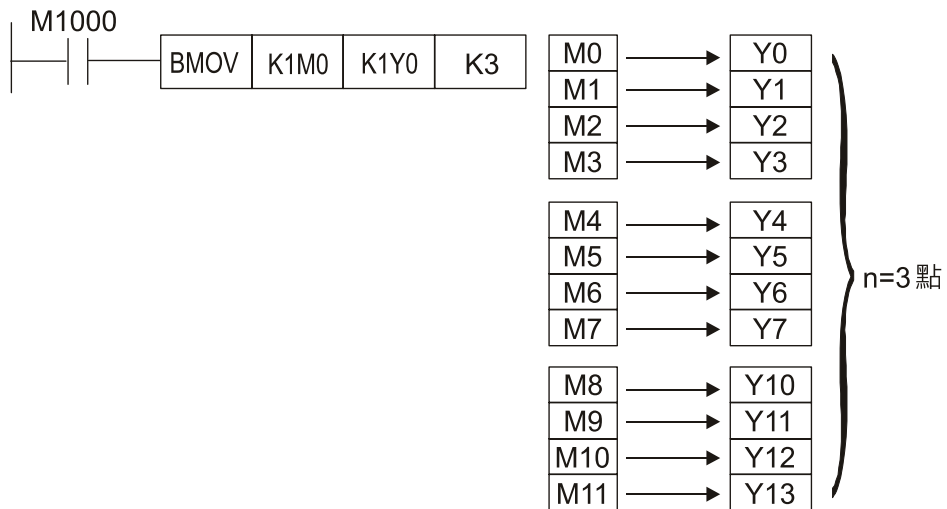 M1000
BMOV K1M0 K1Y0 K3
M0 Y0
M1 Y1
M2 Y2
M3 Y3
M4 Y4
M5 Y5
M6 Y6
M7 Y7
M8 Y10
M9 Y11
M10 Y12
M11 Y13
n=3 點